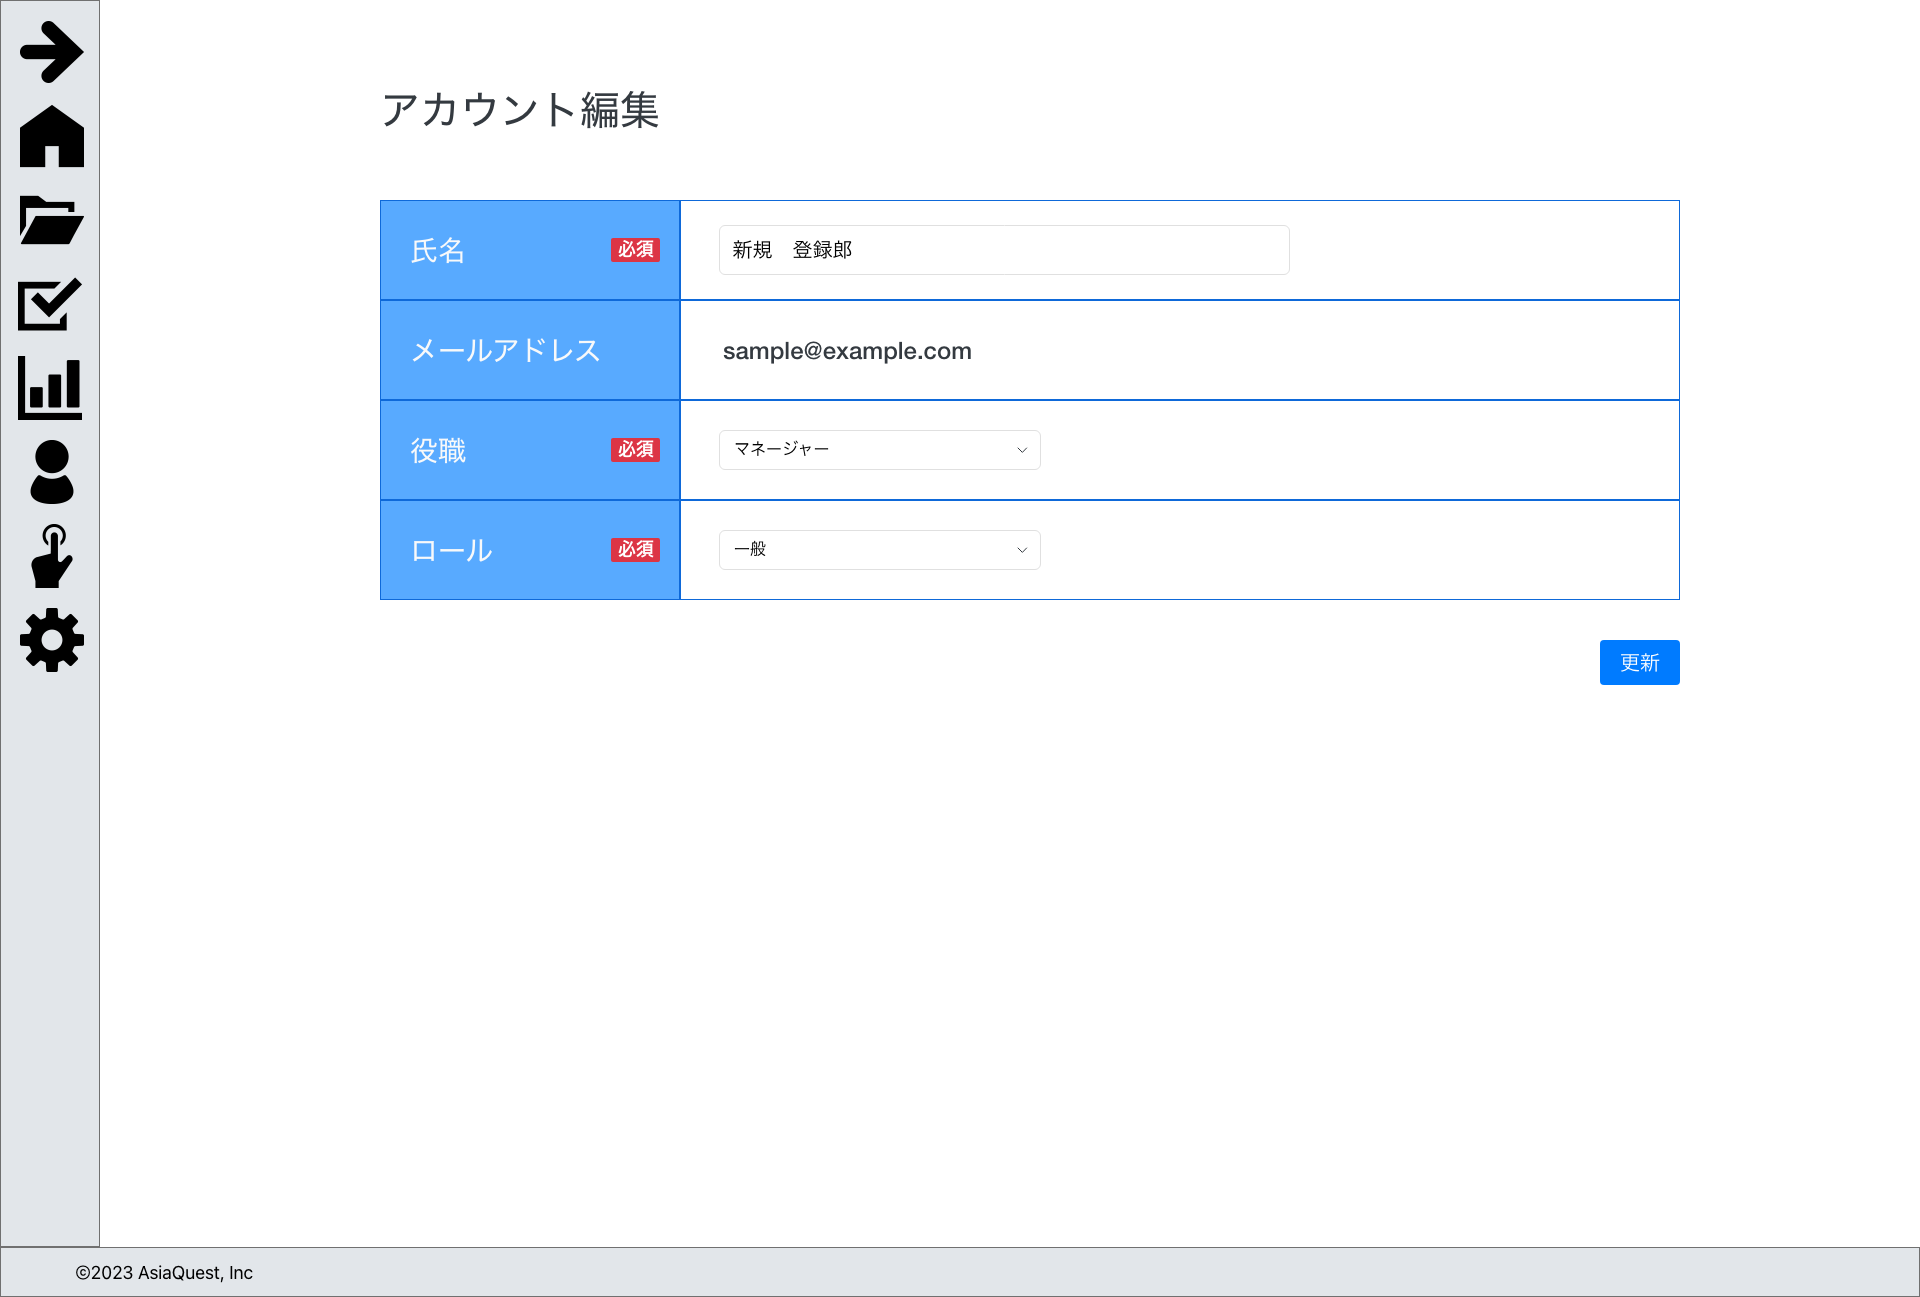 アカウント編集
氏名 必須 新規　登録郎
メールアドレス sample@example.com
役職 必須 マネージャー
ロール 必須 一般
更新
©2023 AsiaQuest, Inc